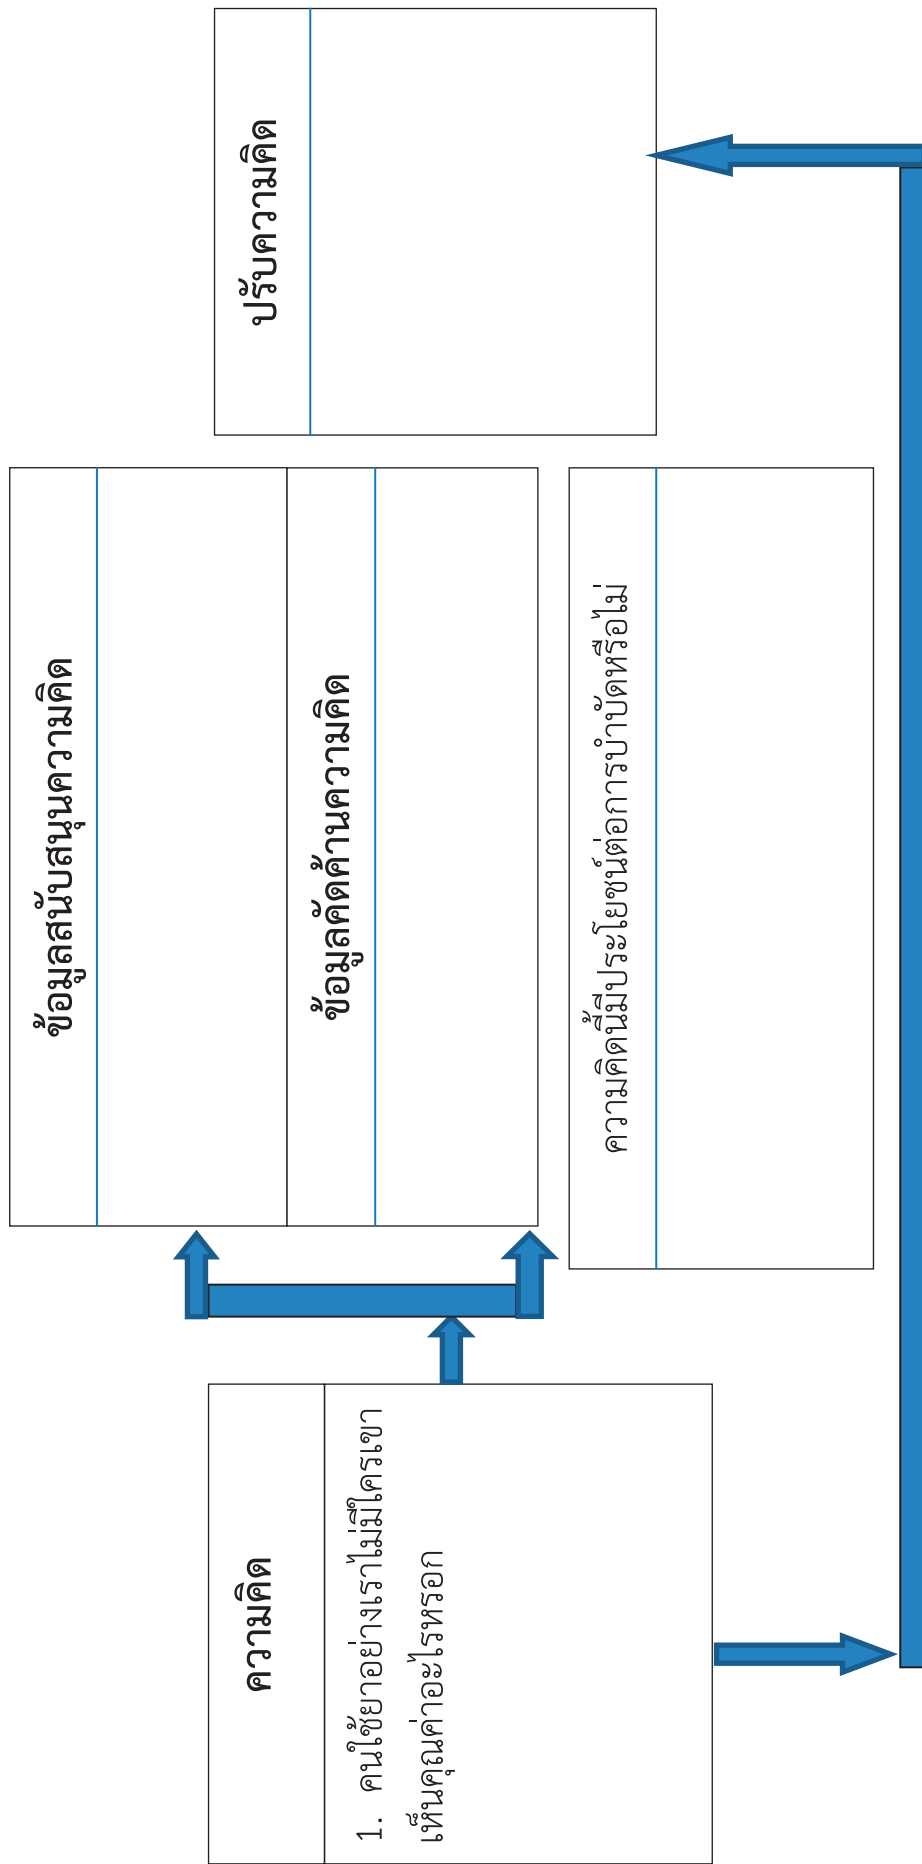 ความคิด
1. คนใช้ยาอย่างเราไม่มีใครเขา
เห็นคุณค่าอะไรหรอก
ข้อมูลสนับสนุนความคิด
ข้อมูลคัดค้านความคิด
ความคิดนี้มีประโยชน์ต่อการบำบัดหรือไม่
ปรับความคิด